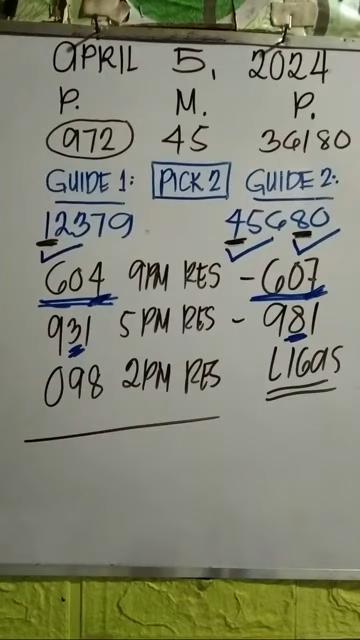 APRIL 5, 2024
P. M. P.
972 45 36180
GUIDE 1: PICK 2 GUIDE 2:
12379 45680
604 9PM RES - 607
931 5PM RES - 981
098 2PM RES LIGAS